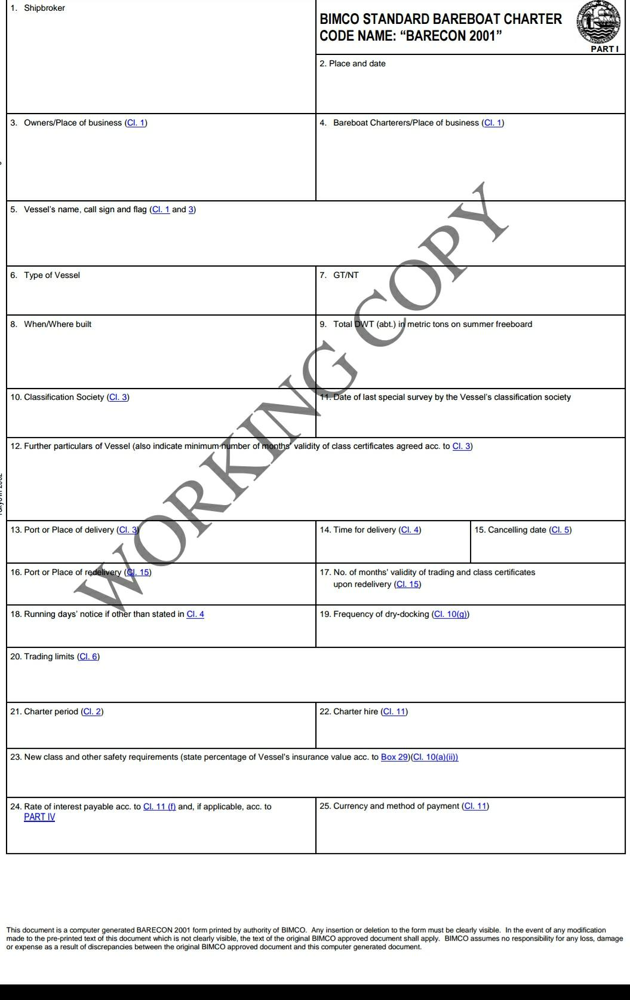 1. Shipbroker
BIMCO STANDARD BAREBOAT CHARTER
CODE NAME: “BARECON 2001”
PART I
2. Place and date
3. Owners/Place of business (Cl. 1)
4. Bareboat Charterers/Place of business (Cl. 1)
5. Vessel’s name, call sign and flag (Cl. 1 and 3)
6. Type of Vessel
7. GT/NT
8. When/Where built
9. Total DWT (abt.) in metric tons on summer freeboard
10. Classification Society (Cl. 3)
11. Date of last special survey by the Vessel’s classification society
12. Further particulars of Vessel (also indicate minimum number of months’ validity of class certificates agreed acc. to Cl. 3)
13. Port or Place of delivery (Cl. 3)
14. Time for delivery (Cl. 4)
15. Cancelling date (Cl. 5)
16. Port or Place of redelivery (Cl. 15)
17. No. of months’ validity of trading and class certificates
upon redelivery (Cl. 15)
18. Running days’ notice if other than stated in Cl. 4
19. Frequency of dry-docking (Cl. 10(g))
20. Trading limits (Cl. 6)
21. Charter period (Cl. 2)
22. Charter hire (Cl. 11)
23. New class and other safety requirements (state percentage of Vessel’s insurance value acc. to Box 29)(Cl. 10(a)(ii))
24. Rate of interest payable acc. to Cl. 11 (f) and, if applicable, acc. to
PART IV
25. Currency and method of payment (Cl. 11)
WORKING COPY
This document is a computer generated BARECON 2001 form printed by authority of BIMCO. Any insertion or deletion to the form must be clearly visible. In the event of any modification
made to the pre-printed text of this document which is not clearly visible, the text of the original BIMCO approved document shall apply. BIMCO assumes no responsibility for any loss, damage
or expense as a result of discrepancies between the original BIMCO approved document and this computer generated document.